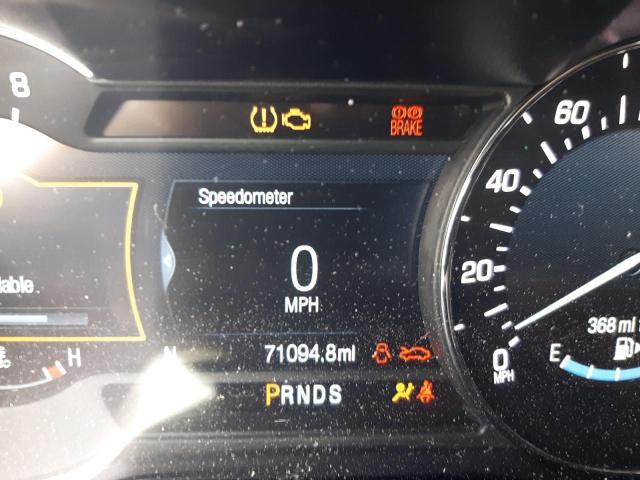 8
BRAKE
60
40
20
0
MPH
Speedometer
0
MPH
368 mi
E
H
N
71094.8mi
PRNDS